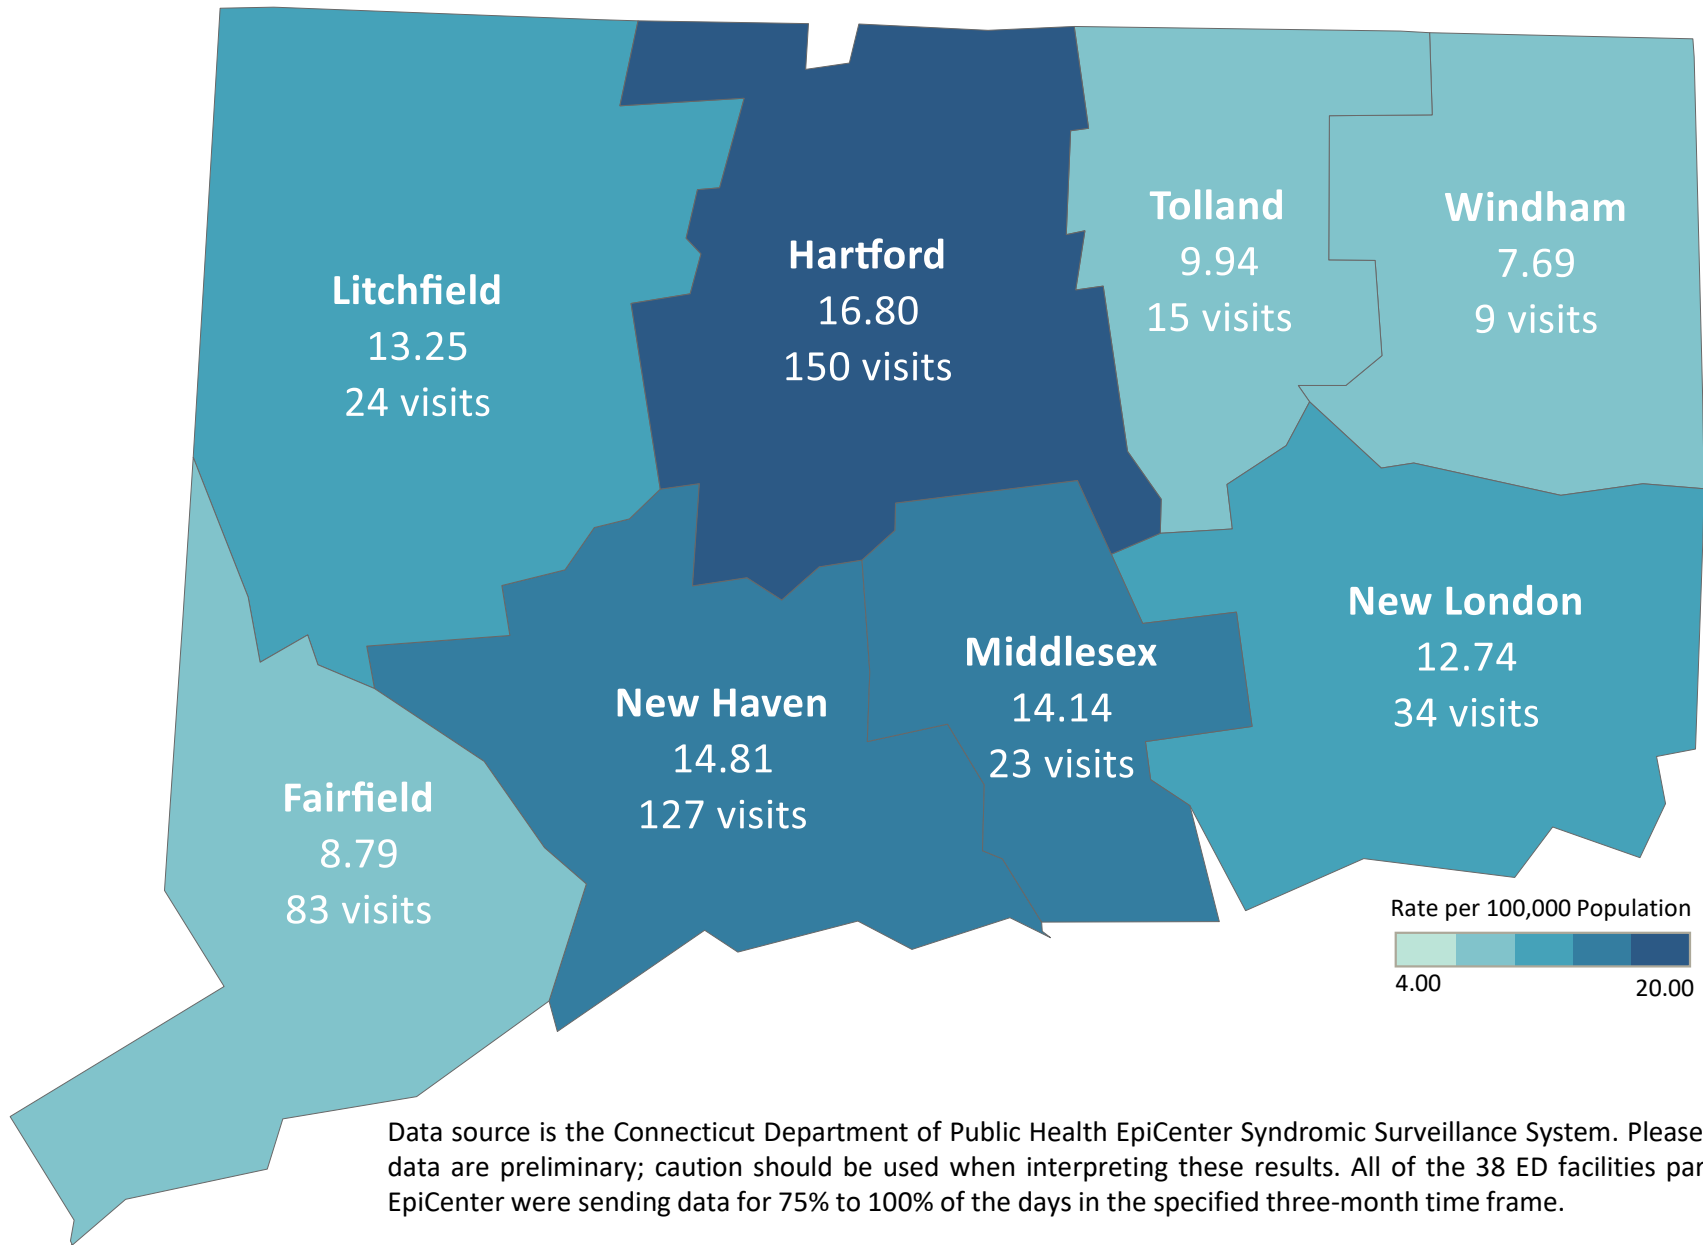 Litchfield
13.25
24 visits
Hartford
16.80
150 visits
Tolland
9.94
15 visits
Windham
7.69
9 visits
Fairfield
8.79
83 visits
New Haven
14.81
127 visits
Middlesex
14.14
23 visits
New London
12.74
34 visits
Rate per 100,000 Population
4.00
20.00
Data source is the Connecticut Department of Public Health EpiCenter Syndromic Surveillance System. Please
data are preliminary; caution should be used when interpreting these results. All of the 38 ED facilities par
EpiCenter were sending data for 75% to 100% of the days in the specified three-month time frame.